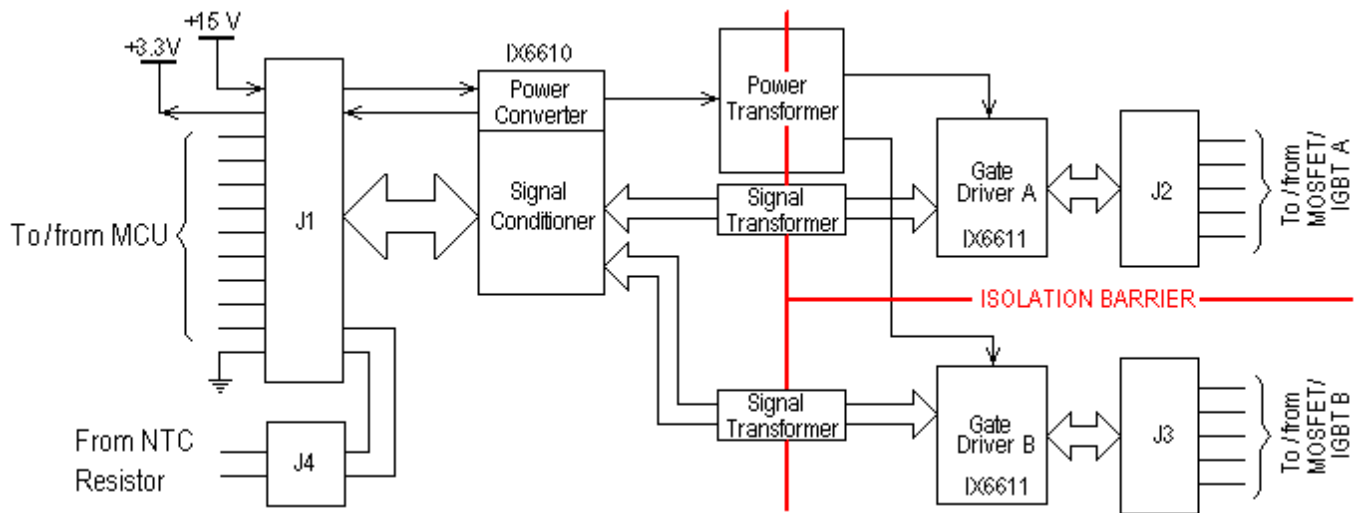 +15 V
+3.3V
IX6610
Power
Converter
Signal
Conditioner
J1
To/from MCU
From NTC
Resistor
J4
Power
Transformer
Signal
Transformer
Gate
Driver A
IX6611
J2
To/from
MOSFET/
IGBT A
ISOLATION BARRIER
Signal
Transformer
Gate
Driver B
IX6611
J3
To/from
MOSFET/
IGBT B